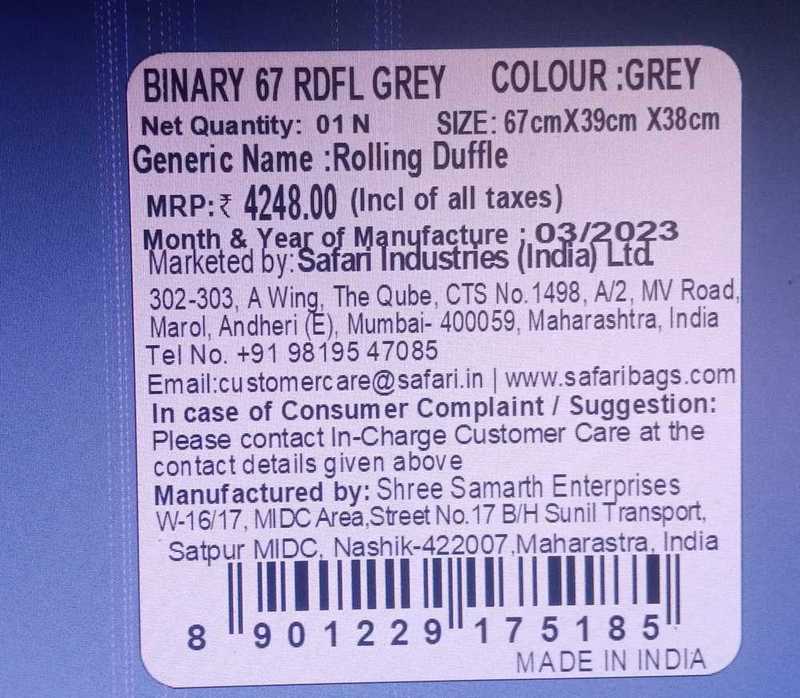 BINARY 67 RDFL GREY COLOUR :GREY
Net Quantity: 01 N SIZE: 67cmX39cm X38cm
Generic Name :Rolling Duffle
MRP:₹ 4248.00 (Incl of all taxes)
Month & Year of Manufacture : 03/2023
Marketed by: Safari Industries (India) Ltd.
302-303, A Wing, The Qube, CTS No.1498, A/2, MV Road,
Marol, Andheri (E), Mumbai- 400059, Maharashtra, India
Tel No. +91 98195 47085
Email:customercare@safari.in | www.safaribags.com
In case of Consumer Complaint / Suggestion:
Please contact In-Charge Customer Care at the
contact details given above
Manufactured by: Shree Samarth Enterprises
W-16/17, MIDC Area,Street No.17 B/H Sunil Transport,
Satpur MIDC, Nashik-422007,Maharastra, India
8 901229 175185
MADE IN INDIA